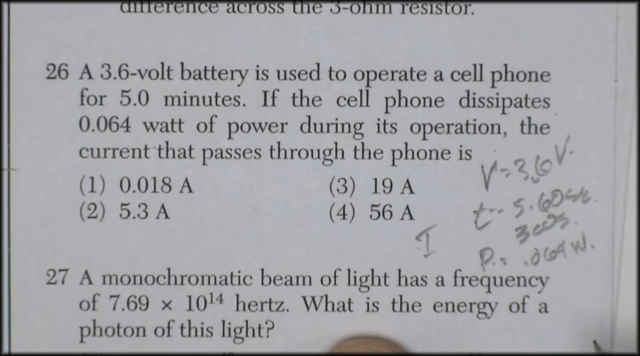 difference across the 3-ohm resistor.
26 A 3.6-volt battery is used to operate a cell phone
for 5.0 minutes. If the cell phone dissipates
0.064 watt of power during its operation, the
current that passes through the phone is
(1) 0.018 A (3) 19 A
(2) 5.3 A (4) 56 A
V=3.6V.
t=5.60sec.
300s.
I
P=.064W.
27 A monochromatic beam of light has a frequency
of 7.69 × 10¹⁴ hertz. What is the energy of a
photon of this light?